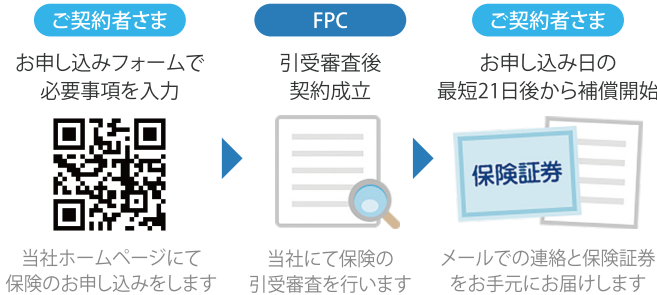 ご契約者さま
お申し込みフォームで
必要事項を入力
当社ホームページにて
保険のお申し込みをします
FPC
引受審査後
契約成立
当社にて保険の
引受審査を行います
ご契約者さま
お申し込み日の
最短21日後から補償開始
保険証券
メールでの連絡と保険証券
をお手元にお届けします